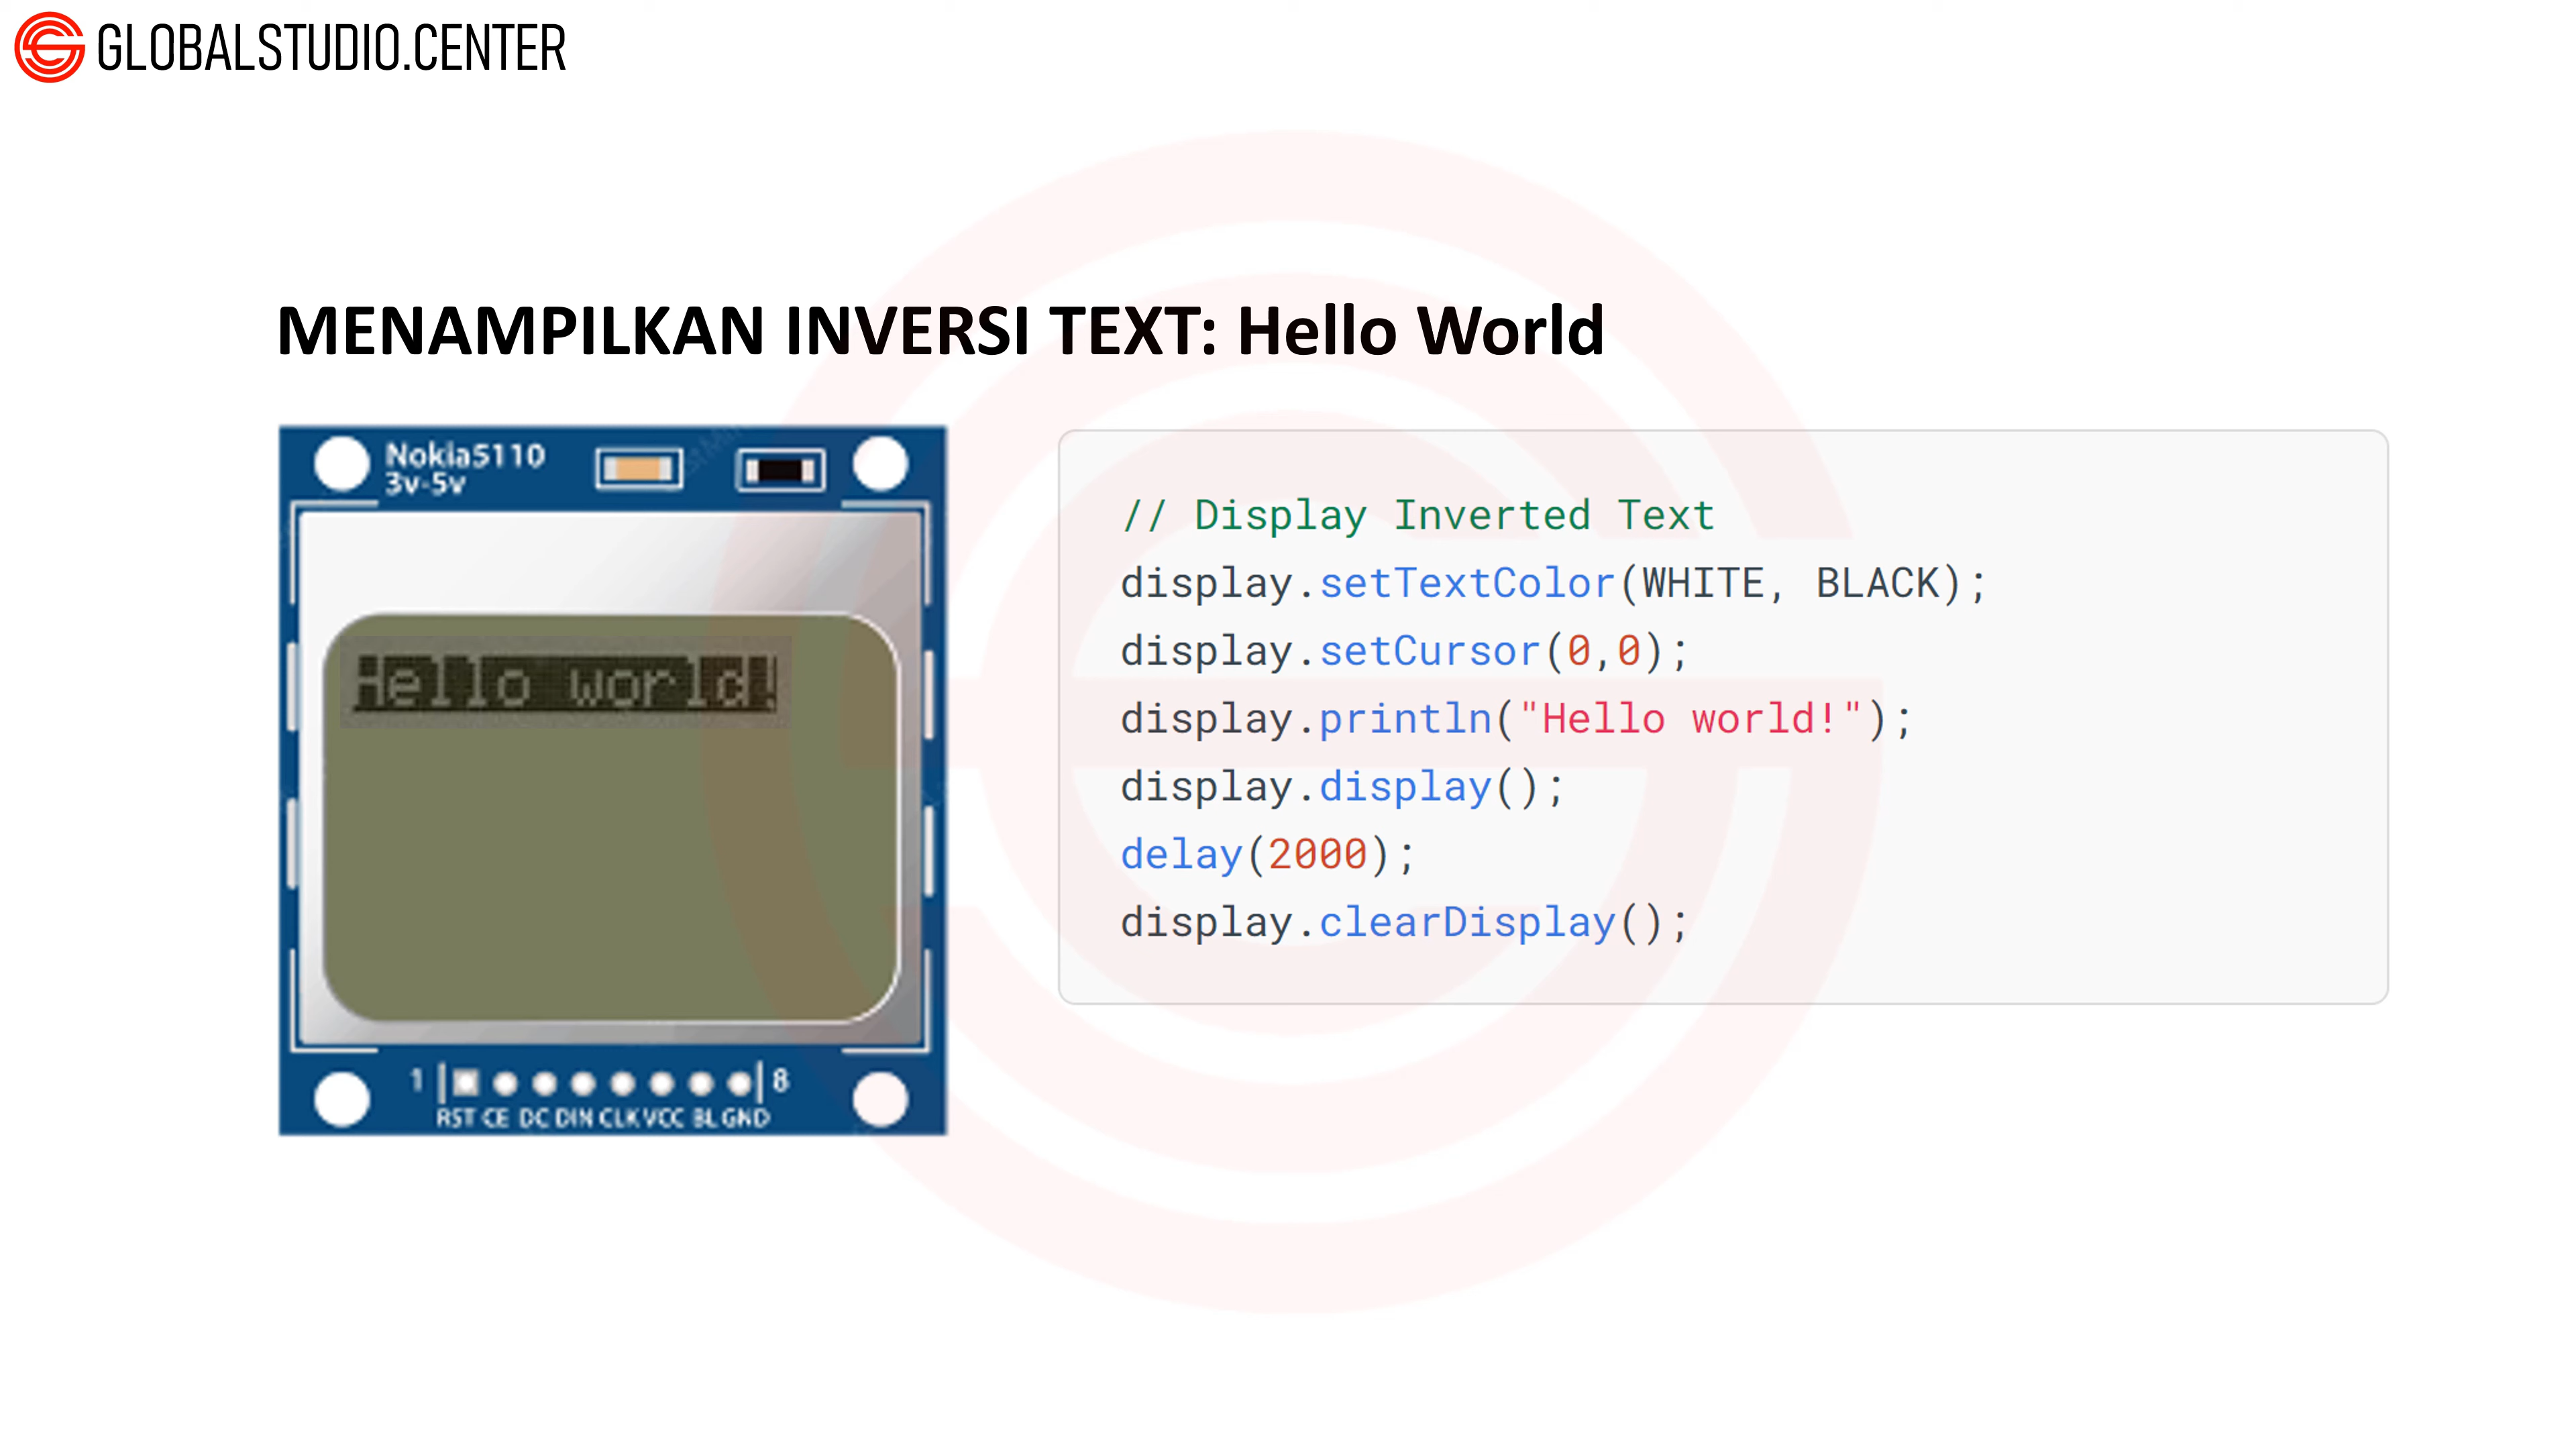 GLOBALSTUDIO.CENTER
MENAMPILKAN INVERSI TEXT: Hello World
Nokia5110
3v-5v
Hello world!
1 8
RST CE DC DIN CLK VCC BL GND
// Display Inverted Text
display.setTextColor(WHITE, BLACK);
display.setCursor(0,0);
display.println("Hello world!");
display.display();
delay(2000);
display.clearDisplay();